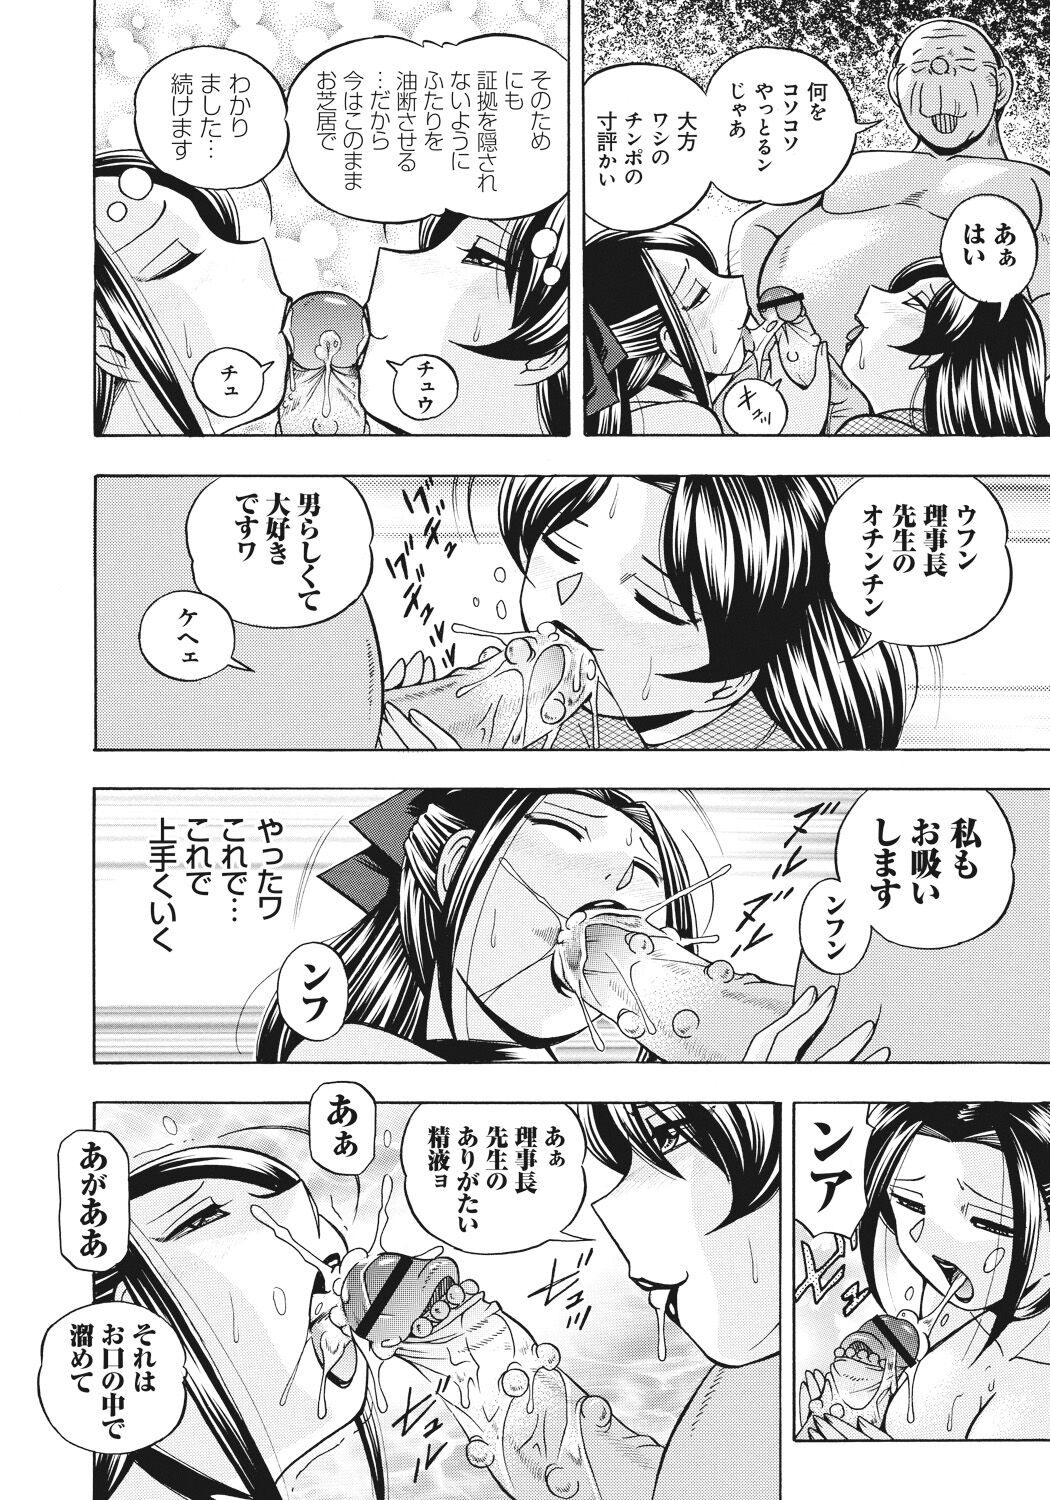 何を
コソコソ
やっとるン
じゃあ
大方
ワシの
チンポの
寸評かい
あぁ
はい
キュッ
そのため
にも
証拠を隠され
ないように
ふたりを
油断させる
…だから
今はこのまま
お芝居で
わかり
ました…
続けます
チュウ
チュ
ウフン
理事長
先生の
オチンチン
男らしくて
大好き
ですワ
ケヘェ
私も
お吸い
します
ンフン
ンフ
やったワ
これで…
これで
上手くいく
ンア
あぁ
理事長
先生の
ありがたい
精液ョ
あぁ
あがああ
それは
お口の中で
溜めて